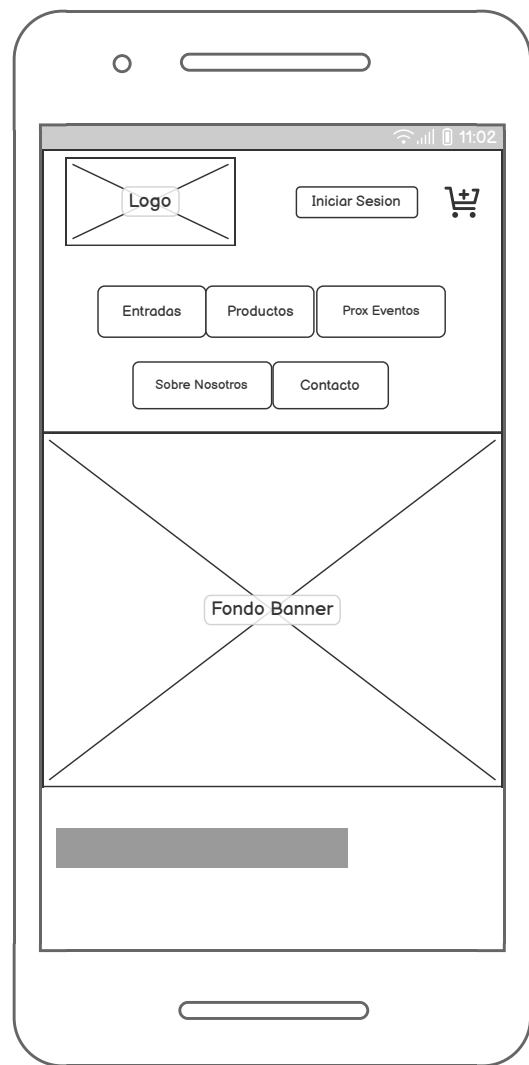 11:02
Logo
Iniciar Sesion
Entradas
Productos
Prox Eventos
Sobre Nosotros
Contacto
Fondo Banner